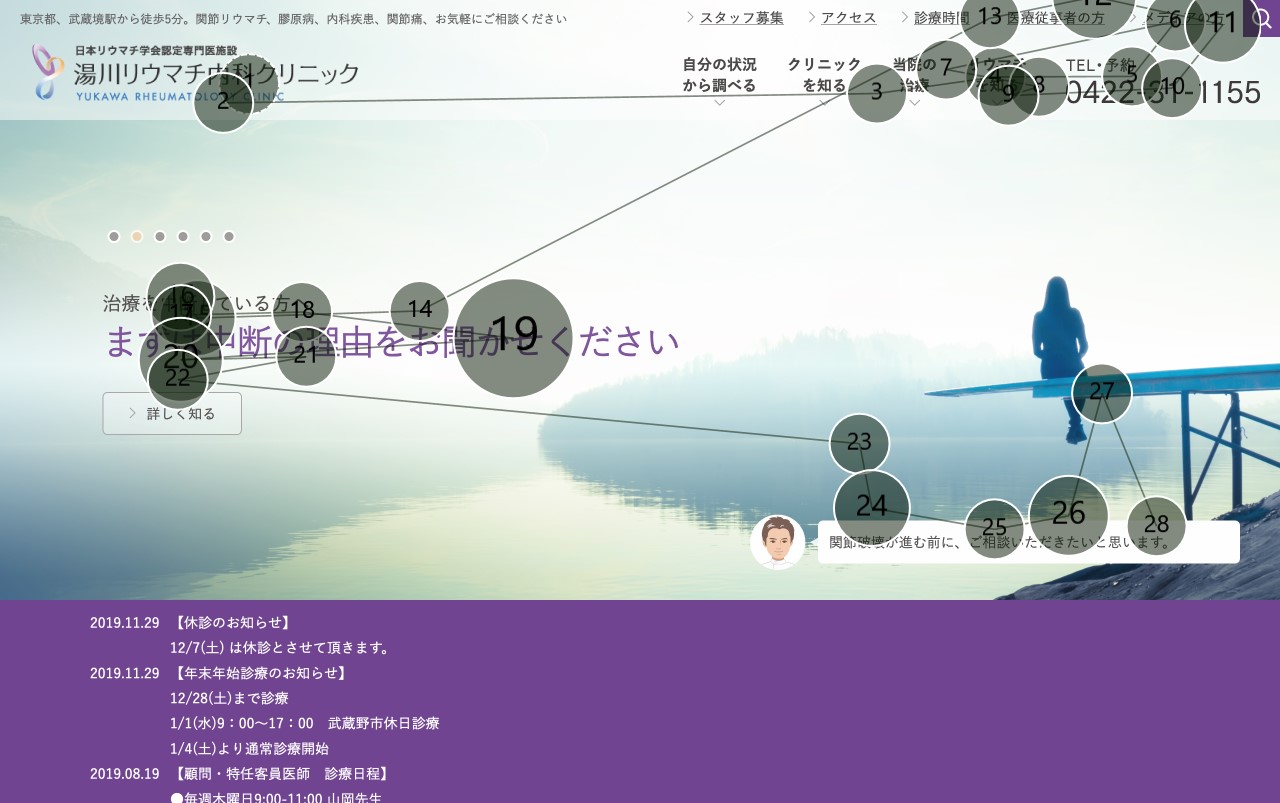 東京都、武蔵境駅から徒歩5分。関節リウマチ、膠原病、内科疾患、関節痛、お気軽にご相談ください
スタッフ募集
アクセス
診療時間
医療従事者の方
日本リウマチ学会認定専門医施設
湯川リウマチ内科クリニック
YUKAWA RHEUMATOLOGY CLINIC
自分の状況
から調べる
クリニック
を知る
当院の
治療
リウマチ
を知る
TEL・予約
0422-31-1155
治療を
ている方へ
まずは中断の理由をお聞かせください
詳しく知る
関節破壊が進む前に、ご相談いただきたいと思います。
2019.11.29 【休診のお知らせ】
12/7(土) は休診とさせて頂きます。
2019.11.29 【年末年始診療のお知らせ】
12/28(土)まで診療
1/1(水)9：00〜17：00　武蔵野市休日診療
1/4(土)より通常診療開始
2019.08.19 【顧問・特任客員医師　診療日程】
●毎週木曜日9:00-11:00 山岡先生
2
3
5
6
7
9
10
11
12
13
14
16
18
19
20
21
22
23
24
25
26
27
28